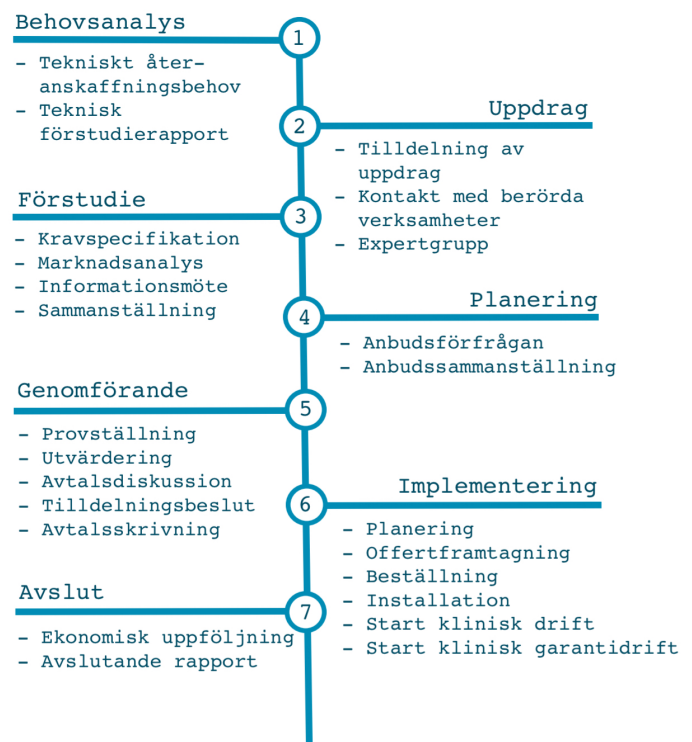 Behovsanalys
1
– Tekniskt åter-
anskaffningsbehov
– Teknisk
förstudierapport
Uppdrag
2
– Tilldelning av
uppdrag
– Kontakt med berörda
verksamheter
– Expertgrupp
Förstudie
3
– Kravspecifikation
– Marknadsanalys
– Informationsmöte
– Sammanställning
Planering
4
– Anbudsförfrågan
– Anbudssammanställning
Genomförande
5
– Provställning
– Utvärdering
– Avtalsdiskussion
– Tilldelningsbeslut
– Avtalsskrivning
Implementering
6
– Planering
– Offertframtagning
– Beställning
– Installation
– Start klinisk drift
– Start klinisk garantidrift
Avslut
7
– Ekonomisk uppföljning
– Avslutande rapport